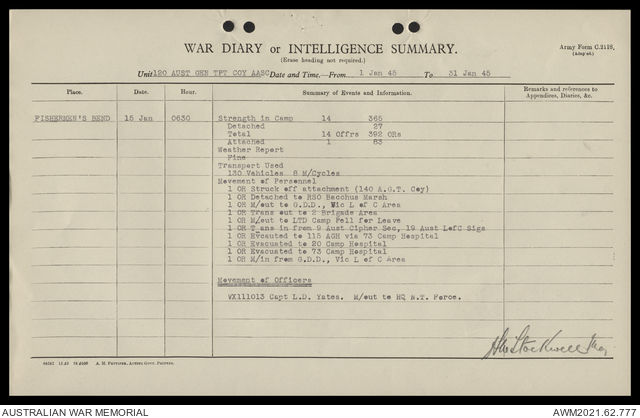 WAR DIARY or INTELLIGENCE SUMMARY.
(Erase heading not required.)
Army Form C.2118.
(Adapted)
Unit 120 AUST GEN TPT COY AASC Date and Time.—From 1 Jan 45 To 31 Jan 45
Place. Date. Hour. Summary of Events and Information. Remarks and references to Appendices, Diaries, &c.
FISHERMEN'S BEND 15 Jan 0630 Strength in Camp 14 365
Detached 27
Total 14 Offrs 392 ORs
Attached 1 83
Weather Report
Fine
Transport Used
130 Vehicles 8 M/Cycles
Movement of Personnel
1 OR Struck off attachment (140 A.G.T. Coy)
1 OR Detached to RSO Bacchus Marsh
1 OR M/out to G.D.D., Vic L of C Area
1 OR Trans out to 2 Brigade Area
1 OR M/out to LTD Camp Pell for Leave
1 OR Trans in from 9 Aust Cipher Sec, 19 Aust LofC Sigs
1 OR Evcauted to 115 AGH via 73 Camp Hospital
1 OR Evacuated to 20 Camp Hospital
1 OR Evacuated to 73 Camp Hospital
1 OR M/in from G.D.D., Vic L of C Area
Movement of Officers
VX111013 Capt L.D. Yates. M/out to HQ N.T. Force.
Stockwell Maj
A. H. Pettifer, Acting Govt. Printer.
AUSTRALIAN WAR MEMORIAL AWM2021.62.777